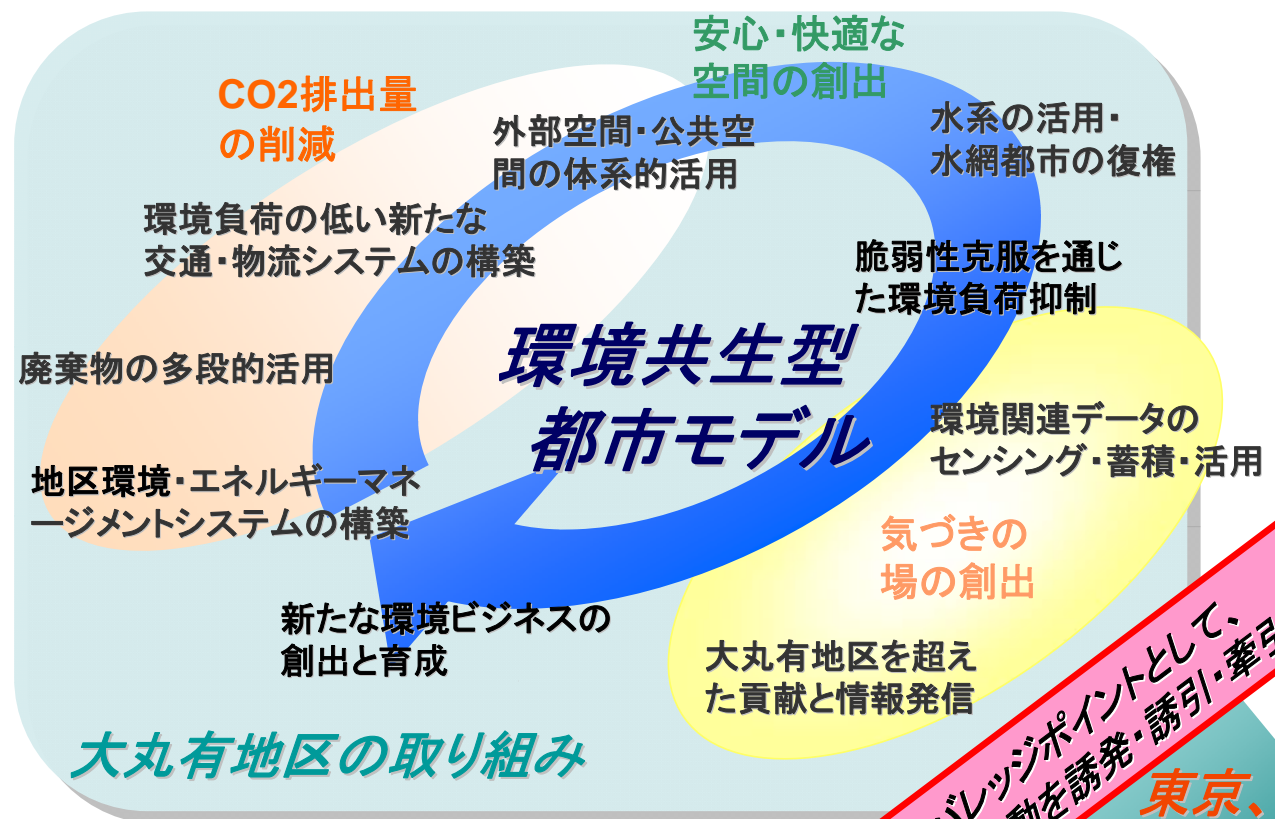 安心・快適な
空間の創出
CO2排出量
の削減
外部空間・公共空
間の体系的活用
水系の活用・
水網都市の復権
環境負荷の低い新たな
交通・物流システムの構築
脆弱性克服を通じ
た環境負荷抑制
環境共生型
都市モデル
廃棄物の多段的活用
環境関連データの
センシング・蓄積・活用
地区環境・エネルギーマネ
ージメントシステムの構築
気づきの
場の創出
新たな環境ビジネスの
創出と育成
大丸有地区を超え
た貢献と情報発信
大丸有地区の取り組み
バレッジポイントとして、
動を誘発・誘引・牽引
東京、